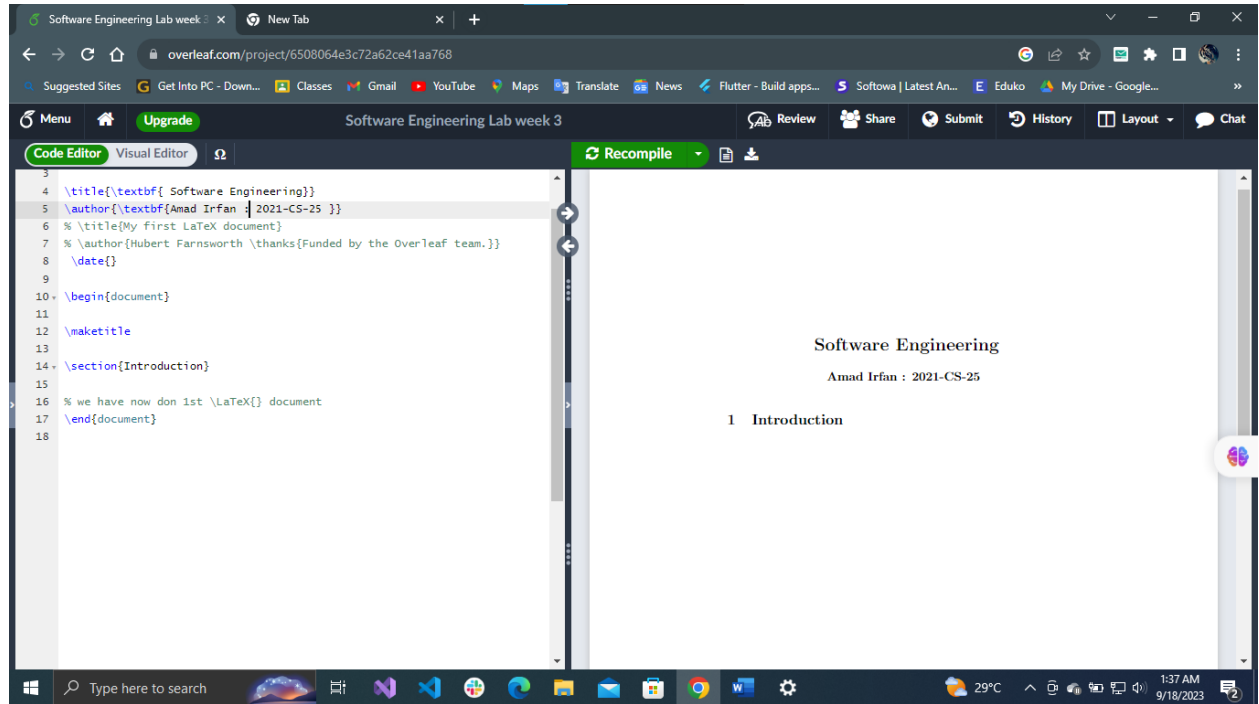 Software Engineering Lab week 3
New Tab
overleaf.com/project/6508064e3c72a62ce41aa768
Suggested Sites Get Into PC - Down... Classes Gmail YouTube Maps Translate News Flutter - Build apps... Softowa | Latest An... Eduko My Drive - Google... »
Menu Upgrade Software Engineering Lab week 3 Review Share Submit History Layout Chat
Code Editor Visual Editor Ω Recompile
3
4 \title{\textbf{ Software Engineering}}
5 \author{\textbf{Amad Irfan : 2021-CS-25 }}
6 % \title{My first LaTeX document}
7 % \author{Hubert Farnsworth \thanks{Funded by the Overleaf team.}}
8 \date{}
9
10 \begin{document}
11
12 \maketitle
13
14 \section{Introduction}
15
16 % we have now don 1st \LaTeX{} document
17 \end{document}
18
Software Engineering
Amad Irfan : 2021-CS-25
1 Introduction
Type here to search
29°C
1:37 AM
9/18/2023
2